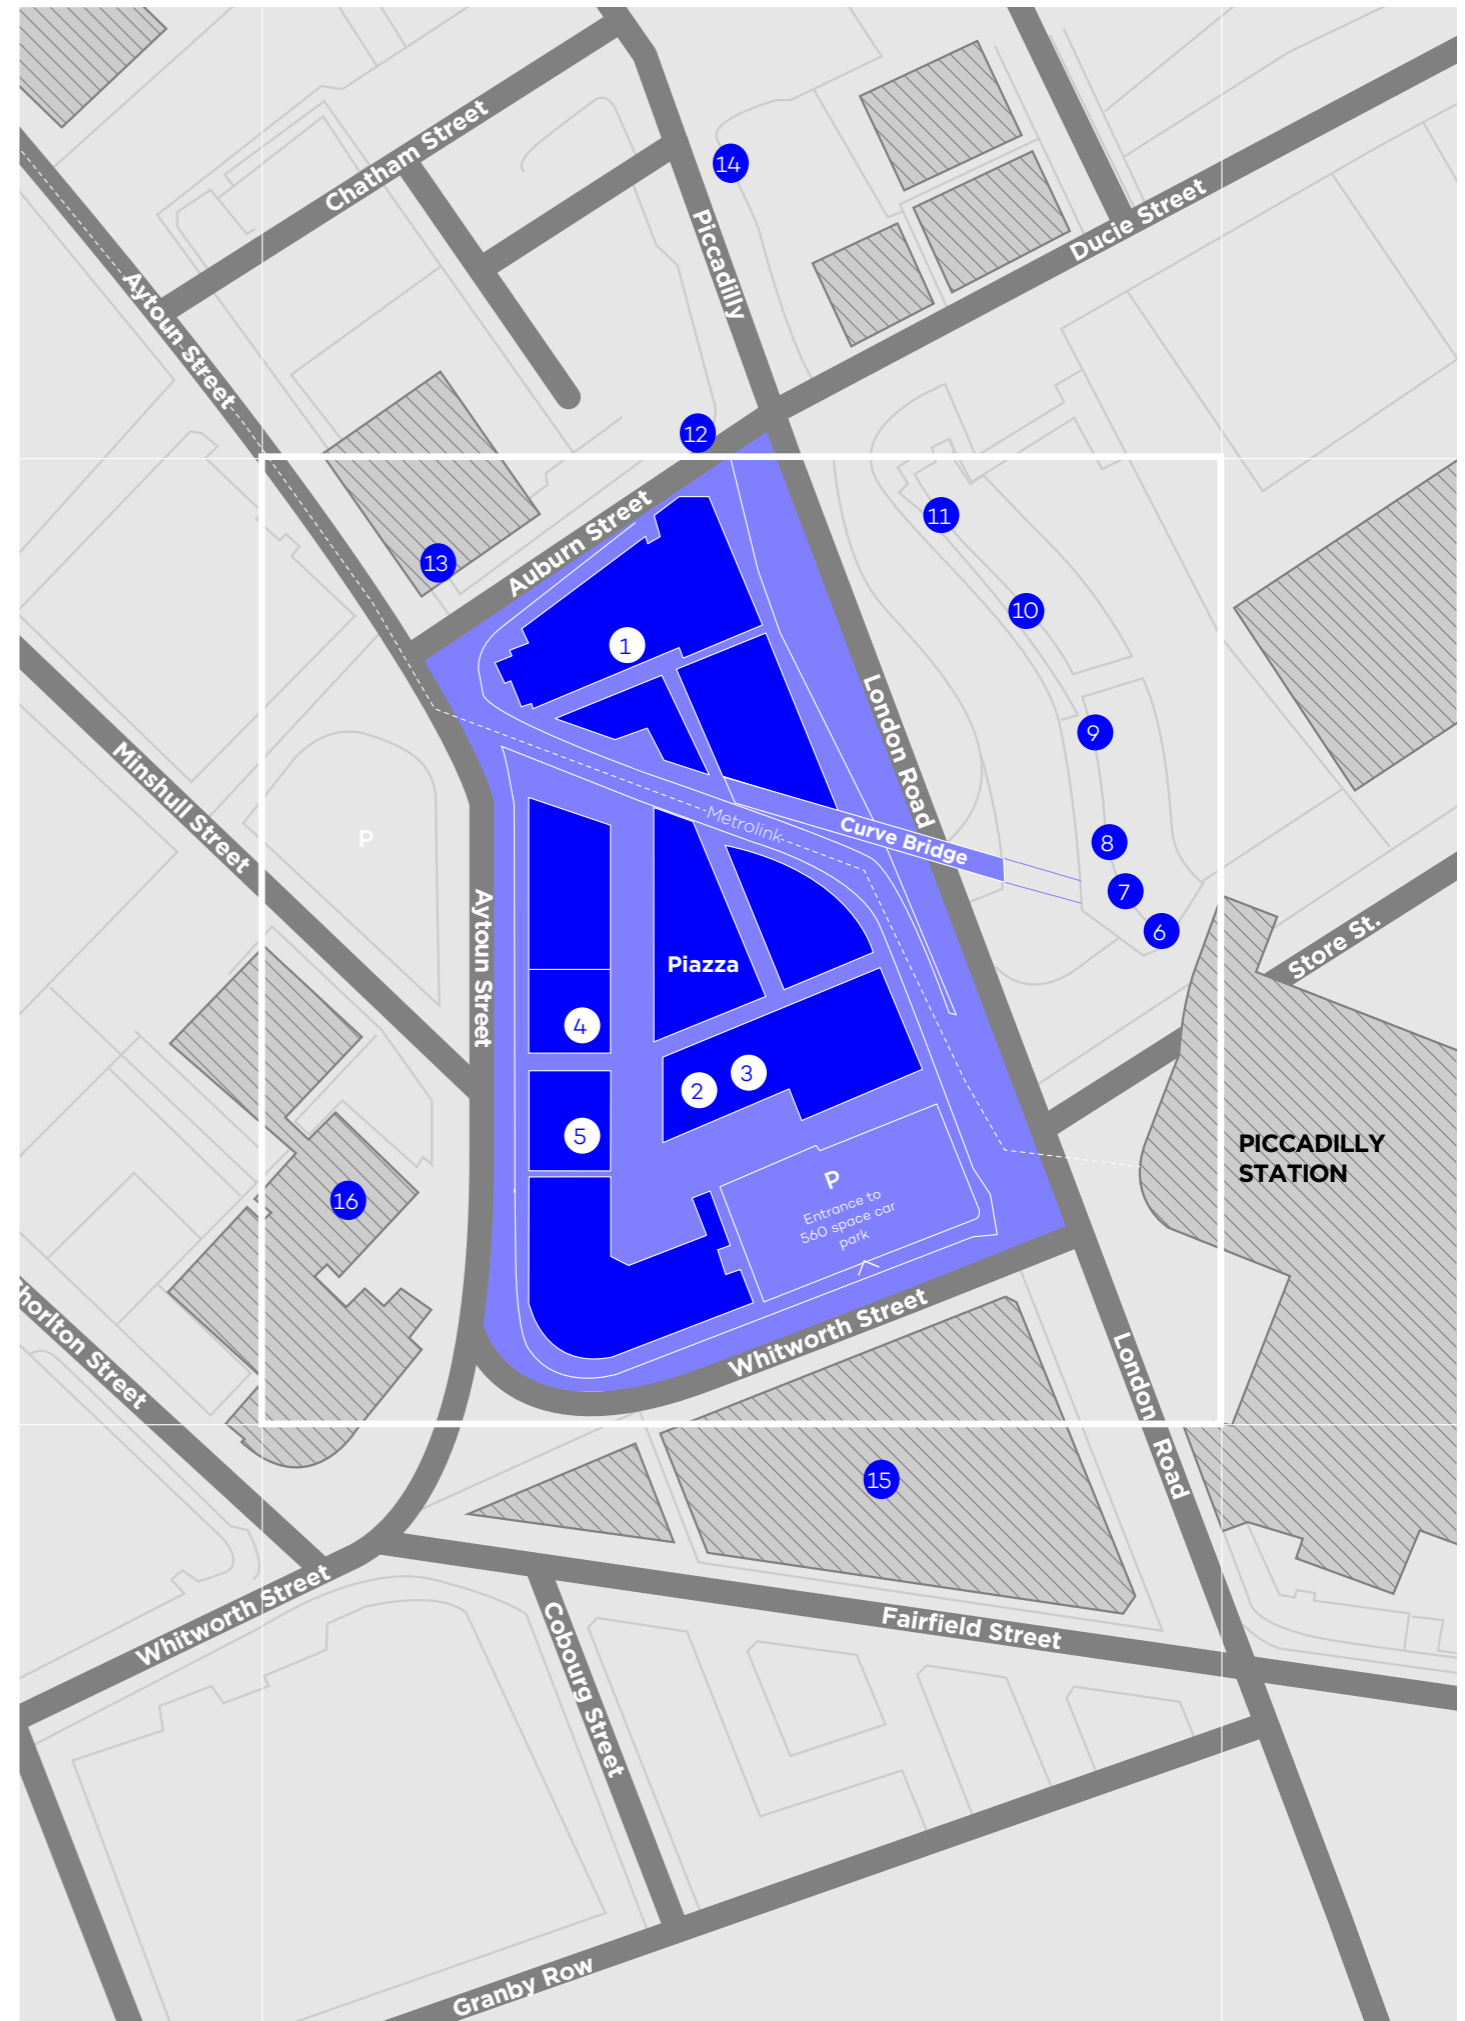 Chatham Street
14
Piccadilly
Ducie Street
Aytoun Street
12
11
13
Auburn Street
10
1
London Road
9
Minshull Street
P
Metrolink
Curve Bridge
8
7
6
Aytoun Street
Store St.
Piazza
4
2
3
5
PICCADILLY
STATION
16
P
Entrance to
560 space car
park
Whitworth Street
horlton Street
London Road
15
Whitworth Street
Fairfield Street
Cobourg Street
Granby Row